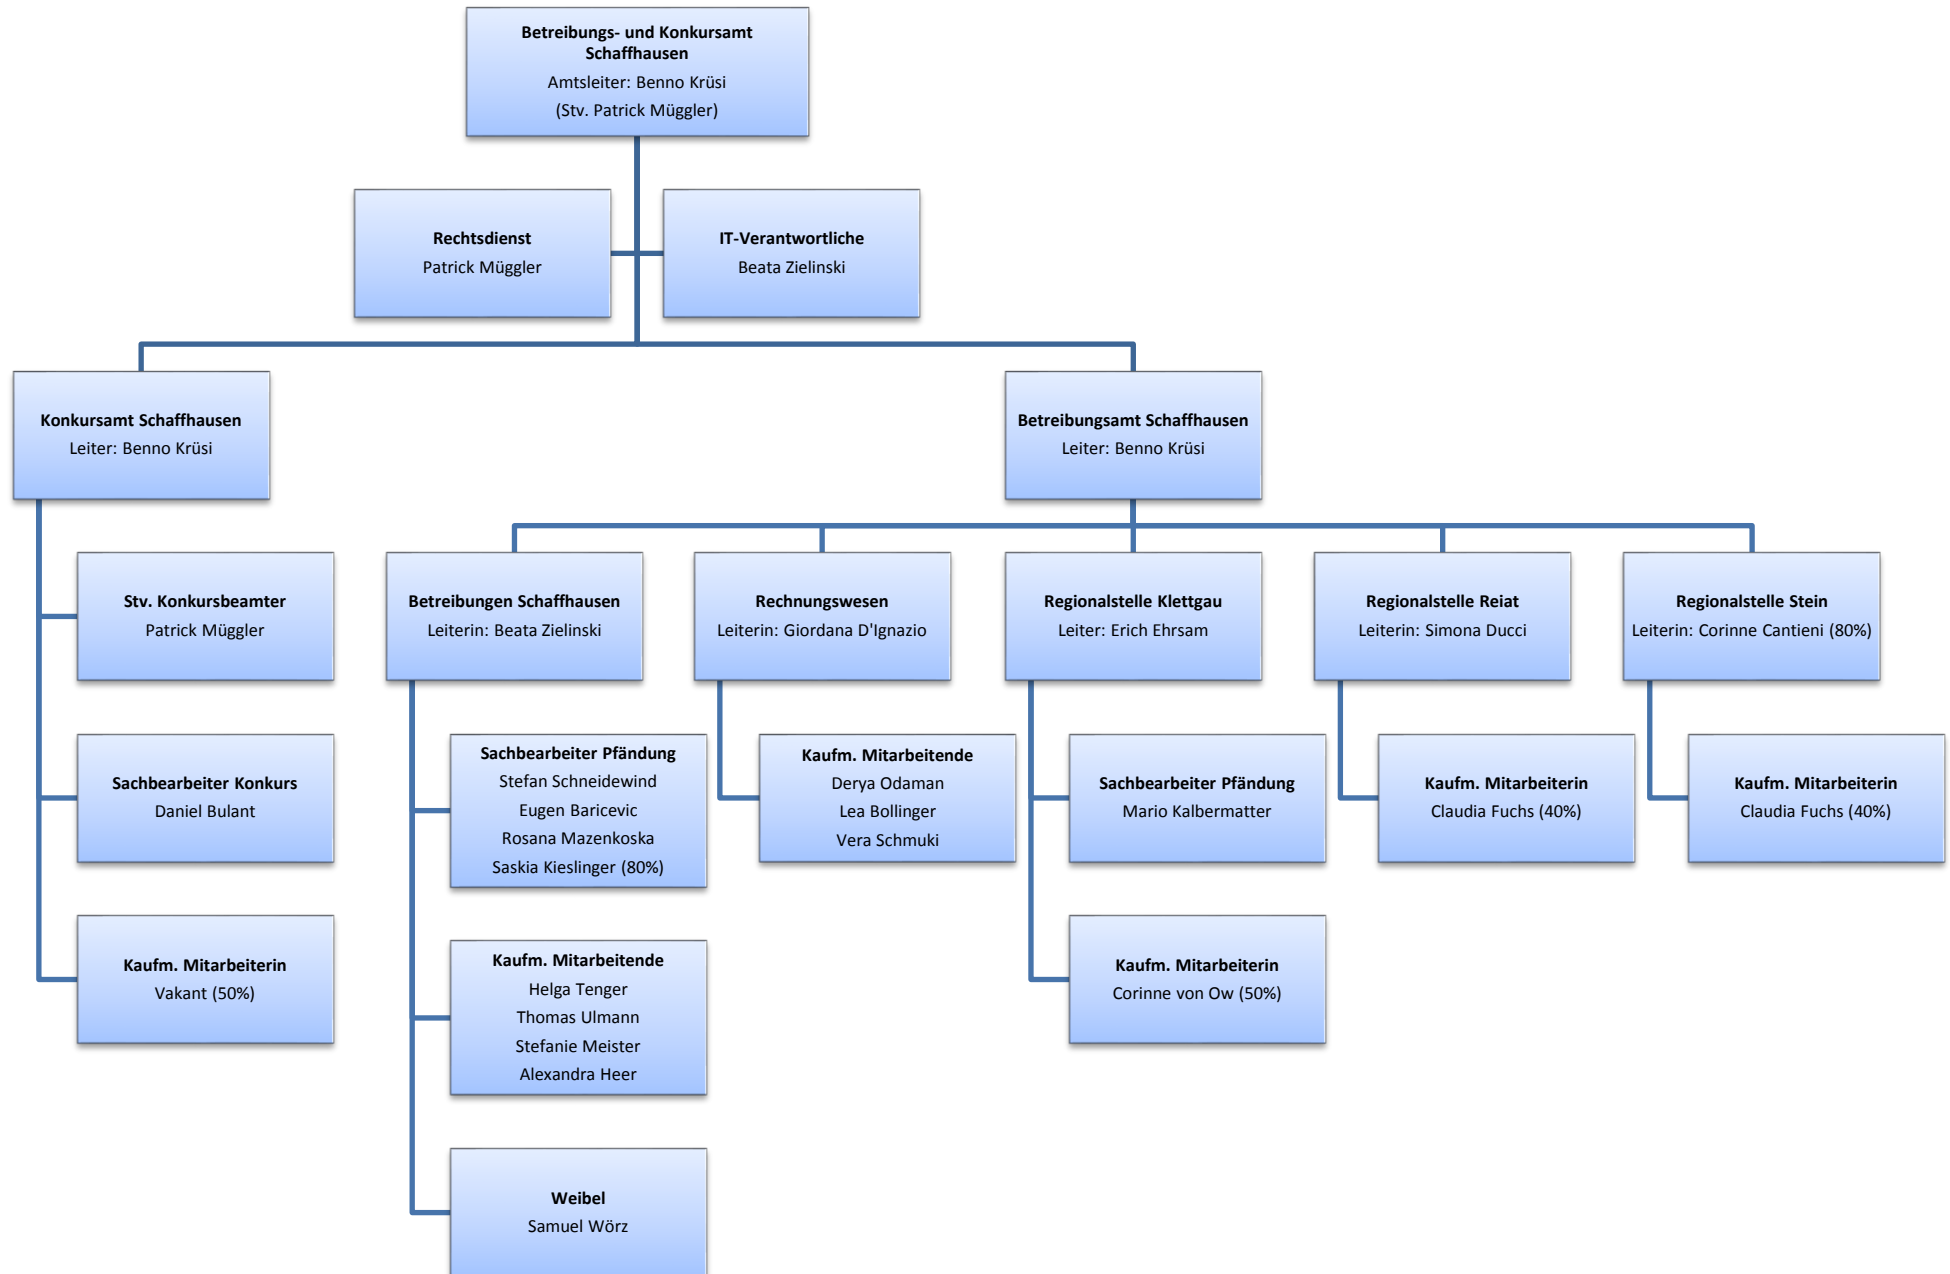 Betreibungs- und Konkursamt
Schaffhausen
Amtsleiter: Benno Krüsi
(Stv. Patrick Müggler)
Rechtsdienst
Patrick Müggler
IT-Verantwortliche
Beata Zielinski
Konkursamt Schaffhausen
Leiter: Benno Krüsi
Betreibungsamt Schaffhausen
Leiter: Benno Krüsi
Stv. Konkursbeamter
Patrick Müggler
Betreibungen Schaffhausen
Leiterin: Beata Zielinski
Rechnungswesen
Leiterin: Giordana D'Ignazio
Regionalstelle Klettgau
Leiter: Erich Ehrsam
Regionalstelle Reiat
Leiterin: Simona Ducci
Regionalstelle Stein
Leiterin: Corinne Cantieni (80%)
Sachbearbeiter Konkurs
Daniel Bulant
Sachbearbeiter Pfändung
Stefan Schneidewind
Eugen Baricevic
Rosana Mazenkoska
Saskia Kieslinger (80%)
Kaufm. Mitarbeitende
Derya Odaman
Lea Bollinger
Vera Schmuki
Sachbearbeiter Pfändung
Mario Kalbermatter
Kaufm. Mitarbeiterin
Claudia Fuchs (40%)
Kaufm. Mitarbeiterin
Claudia Fuchs (40%)
Kaufm. Mitarbeiterin
Vakant (50%)
Kaufm. Mitarbeitende
Helga Tenger
Thomas Ulmann
Stefanie Meister
Alexandra Heer
Kaufm. Mitarbeiterin
Corinne von Ow (50%)
Weibel
Samuel Wörz